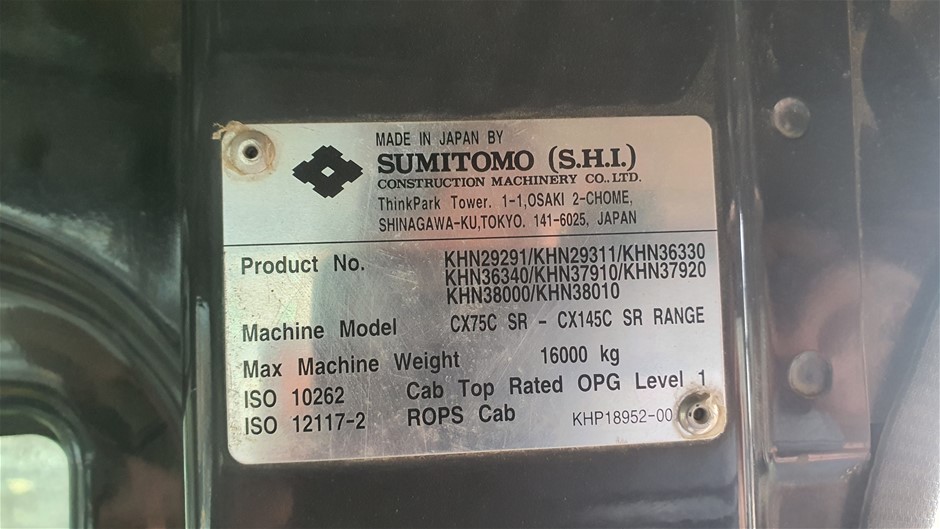 MADE IN JAPAN BY
SUMITOMO (S.H.I.)
CONSTRUCTION MACHINERY CO., LTD.
ThinkPark Tower. 1-1,OSAKI 2-CHOME,
SHINAGAWA-KU,TOKYO. 141-6025, JAPAN
Product No. KHN29291/KHN29311/KHN36330
KHN36340/KHN37910/KHN37920
KHN38000/KHN38010
Machine Model CX75C SR - CX145C SR RANGE
Max Machine Weight 16000 kg
ISO 10262 Cab Top Rated OPG Level 1
ISO 12117-2 ROPS Cab KHP18952-00